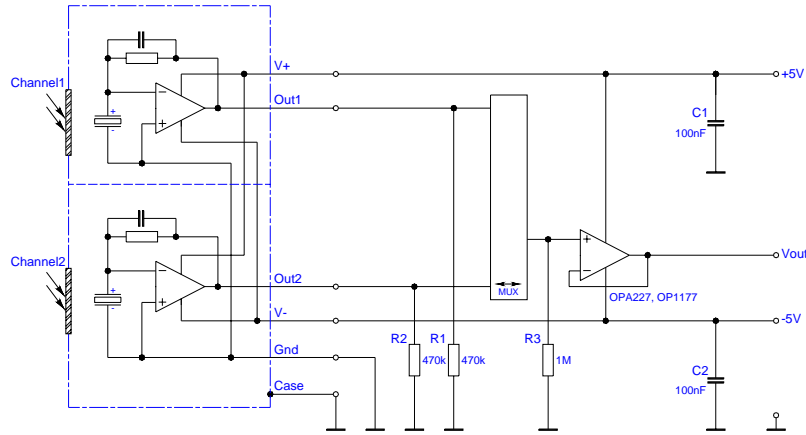 V+
+5V
Channel1
Out1
+
-
−
+
C1
100nF
+
−
Vout
Channel2
Out2
MUX
OPA227, OP1177
+
-
−
+
V-
-5V
R2
R1
R3
Gnd
470k
470k
1M
C2
100nF
Case